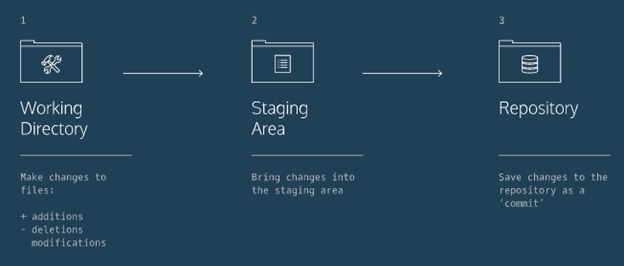 1
Working
Directory
Make changes to
files:
+ additions
- deletions
modifications
2
Staging
Area
Bring changes into
the staging area
3
Repository
Save changes to the
repository as a
‘commit’